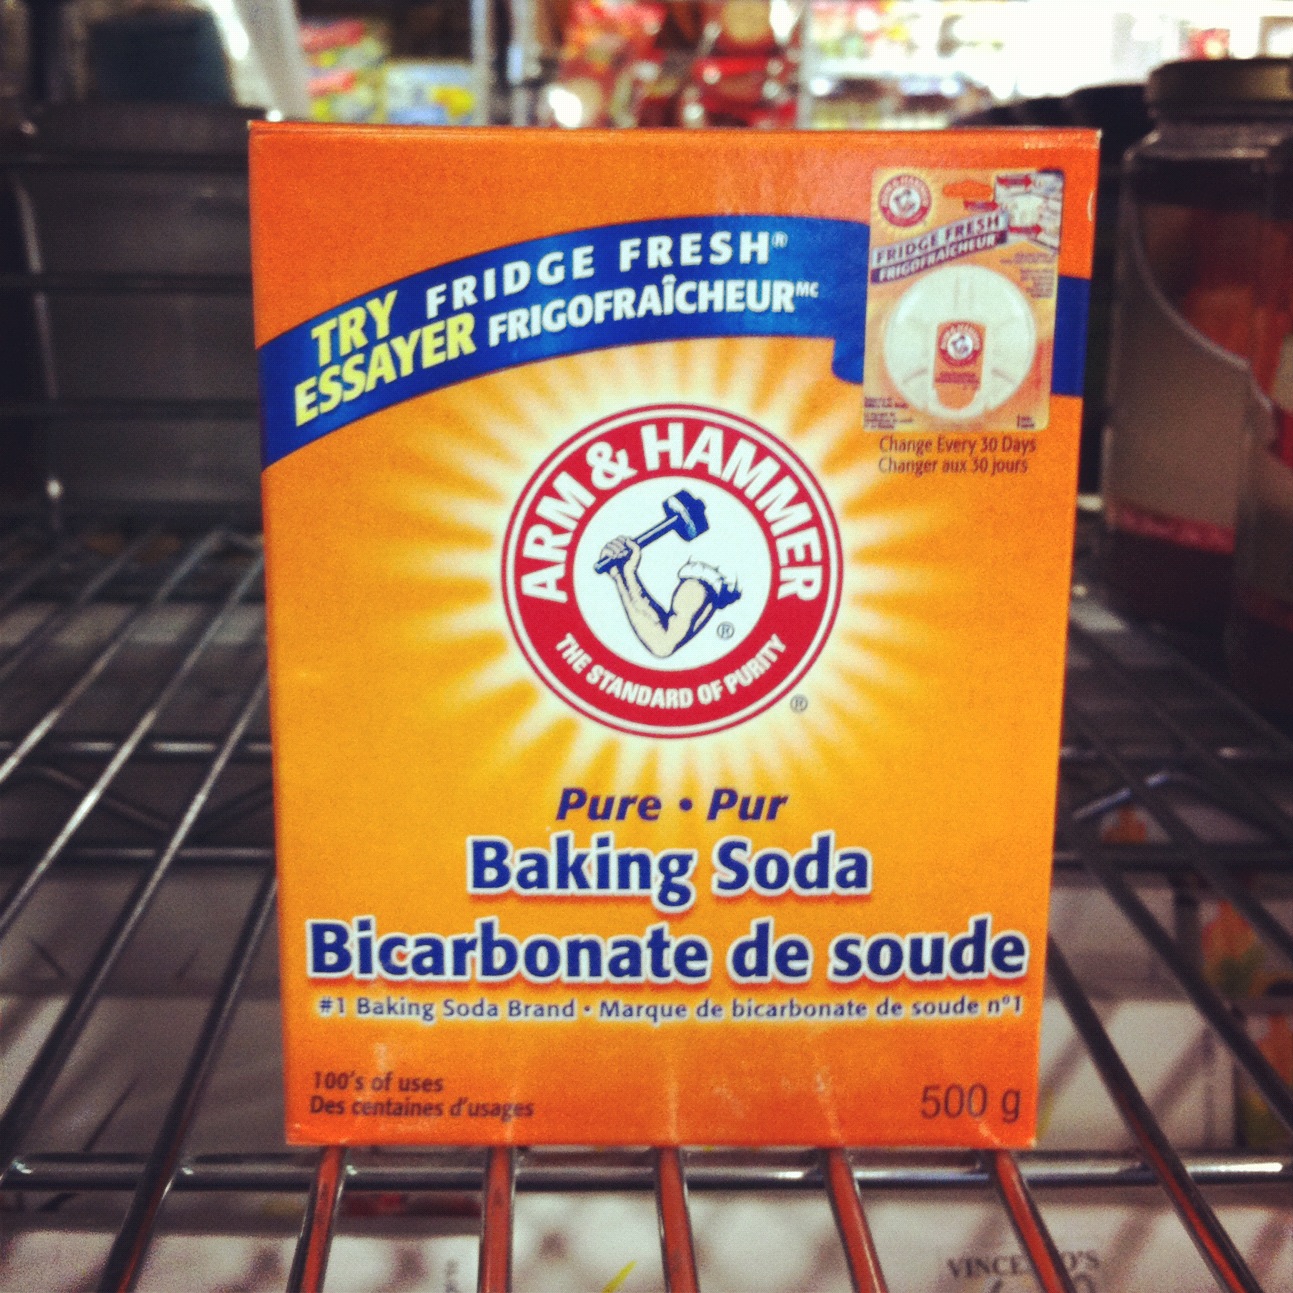 TRY FRIDGE FRESH®
ESSAYER FRIGOFRAÎCHEUR MC
FRIDGE FRESH
FRIGOFRAÎCHEUR
ARM & HAMMER
Change Every 30 Days
Changer aux 30 jours
ARM & HAMMER
®
THE STANDARD OF PURITY
®
Pure • Pur
Baking Soda
Bicarbonate de soude
#1 Baking Soda Brand • Marque de bicarbonate de soude nº1
100's of uses
Des centaines d'usages
500 g